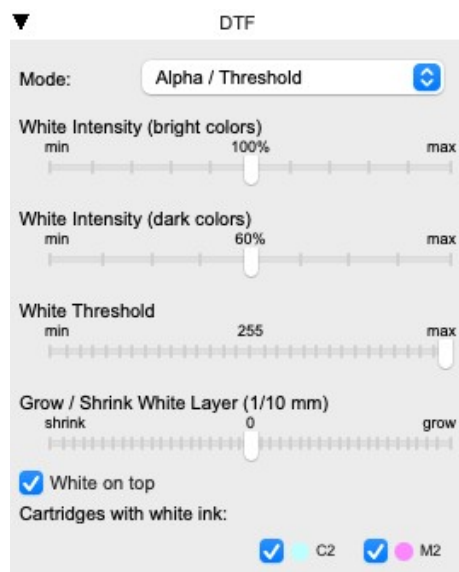 DTF
Mode: Alpha / Threshold
White Intensity (bright colors)
min 100% max
White Intensity (dark colors)
min 60% max
White Threshold
min 255 max
Grow / Shrink White Layer (1/10 mm)
shrink 0 grow
White on top
Cartridges with white ink:
C2 M2